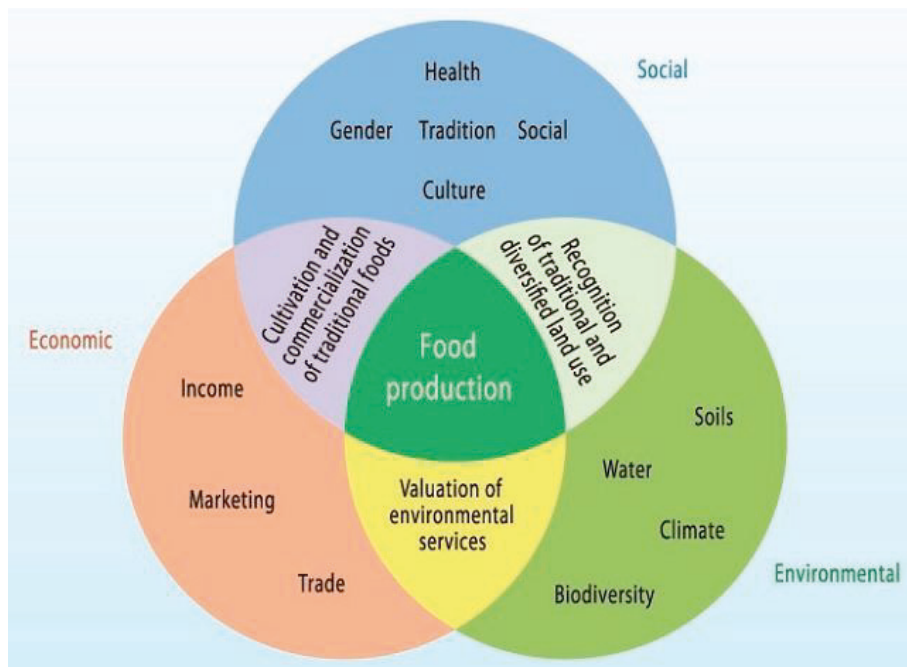 Health
Social
Gender Tradition Social
Culture
Cultivation and
commercialization
of traditional foods
Recognition
of traditional and
diversified land use
Economic
Food
production
Income
Soils
Water
Marketing
Valuation of
environmental
services
Climate
Trade
Biodiversity
Environmental